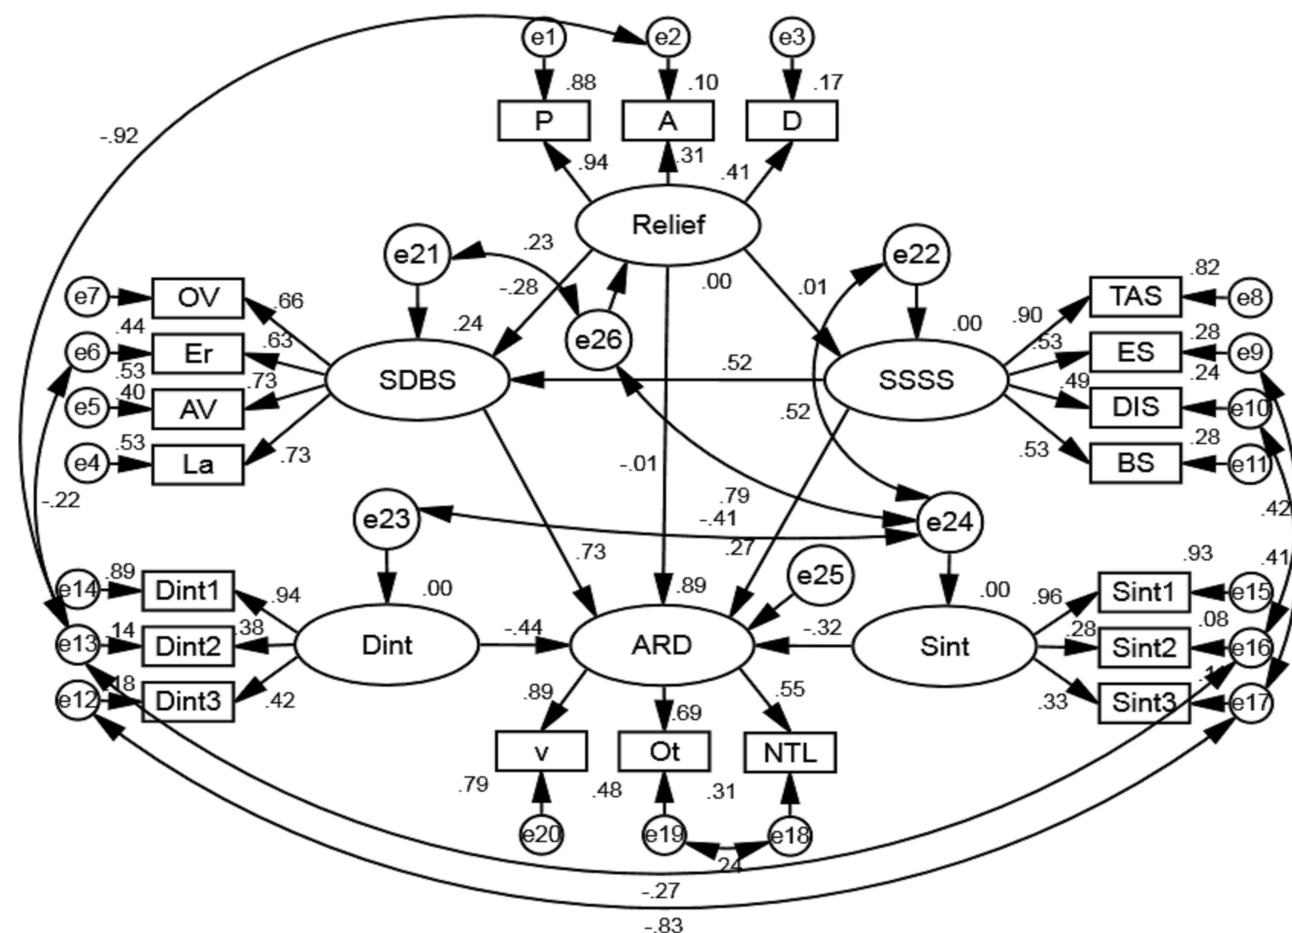 e1 e2 e3
.88 .10 .17
P A D
-.92
.94 .31 .41
Relief
e21 .23 e22
-.28 .00 .01
e7 OV .66 .82 TAS e8
.44 .24 e26 .00 .90
e6 Er .63 .53 ES .28 e9
.53 SDBS .52 SSSS .24
e5 AV .73 .49 DIS e10
.40 .52
.53 .28
e4 La .73 .53 BS e11
-.22 -.01
.79 .42
e23 -.41 e24
.73 .27
.89 .93 .41
e14 Dint1 .94 .00 .89 e25 .00 .96 Sint1 e15
.14 .38 .28 .08
e13 Dint2 Dint -.44 ARD -.32 Sint Sint2 e16
e12 Dint3 .42 .89 .69 .55 .33 Sint3 e17
v Ot NTL
.79 .48 .31
e20 e19 e18
.24
-.27
-.83